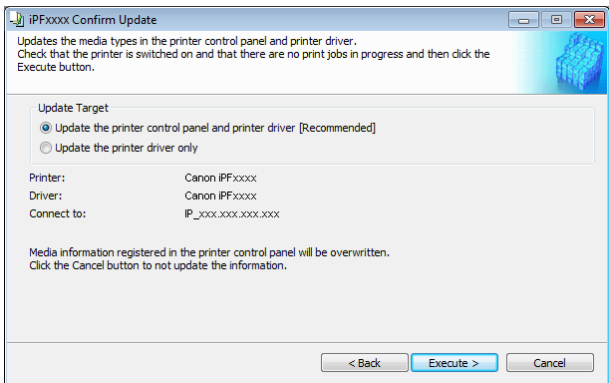 iPFxxxx Confirm Update
Updates the media types in the printer control panel and printer driver.
Check that the printer is switched on and that there are no print jobs in progress and then click the
Execute button.
Update Target
Update the printer control panel and printer driver [Recommended]
Update the printer driver only
Printer: Canon iPFxxxx
Driver: Canon iPFxxxx
Connect to: IP_xxx.xxx.xxx.xxx
Media information registered in the printer control panel will be overwritten.
Click the Cancel button to not update the information.
< Back Execute > Cancel